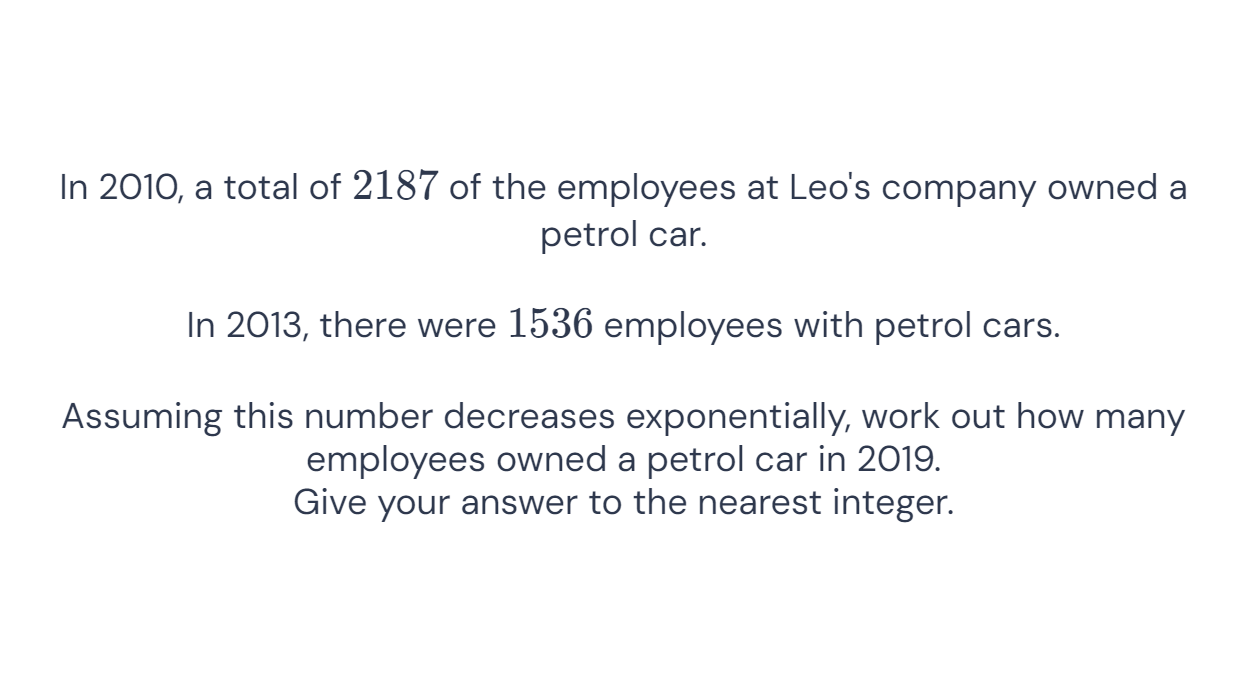 In 2010, a total of 2187 of the employees at Leo's company owned a
petrol car.
In 2013, there were 1536 employees with petrol cars.
Assuming this number decreases exponentially, work out how many
employees owned a petrol car in 2019.
Give your answer to the nearest integer.